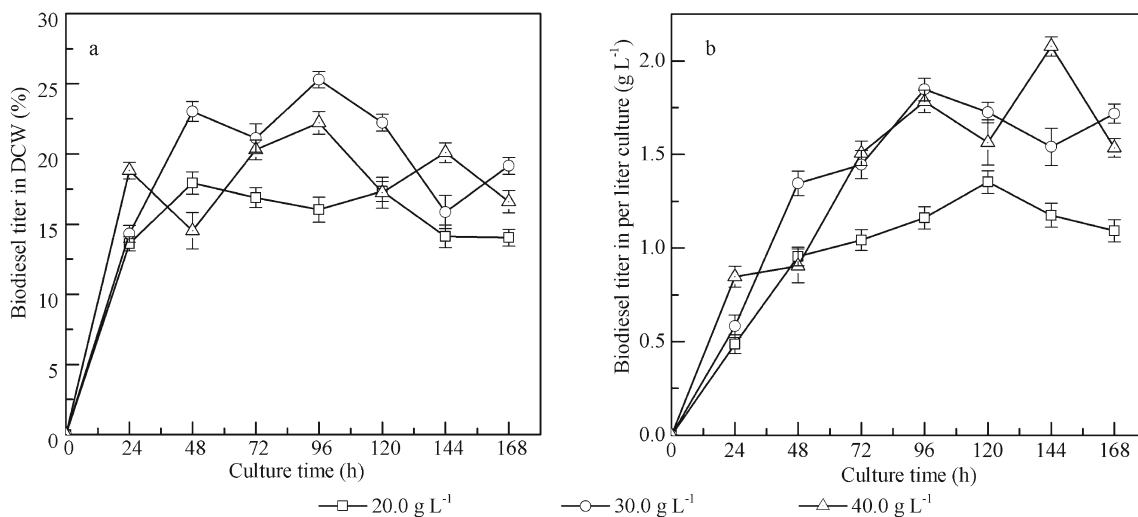 a
Biodiesel titer in DCW (%)
30
25
20
15
10
5
0
0 24 48 72 96 120 144 168
Culture time (h)
b
Biodiesel titer in per liter culture (g L⁻¹)
2.0
1.5
1.0
0.5
0.0
0 24 48 72 96 120 144 168
Culture time (h)
20.0 g L⁻¹ 30.0 g L⁻¹ 40.0 g L⁻¹